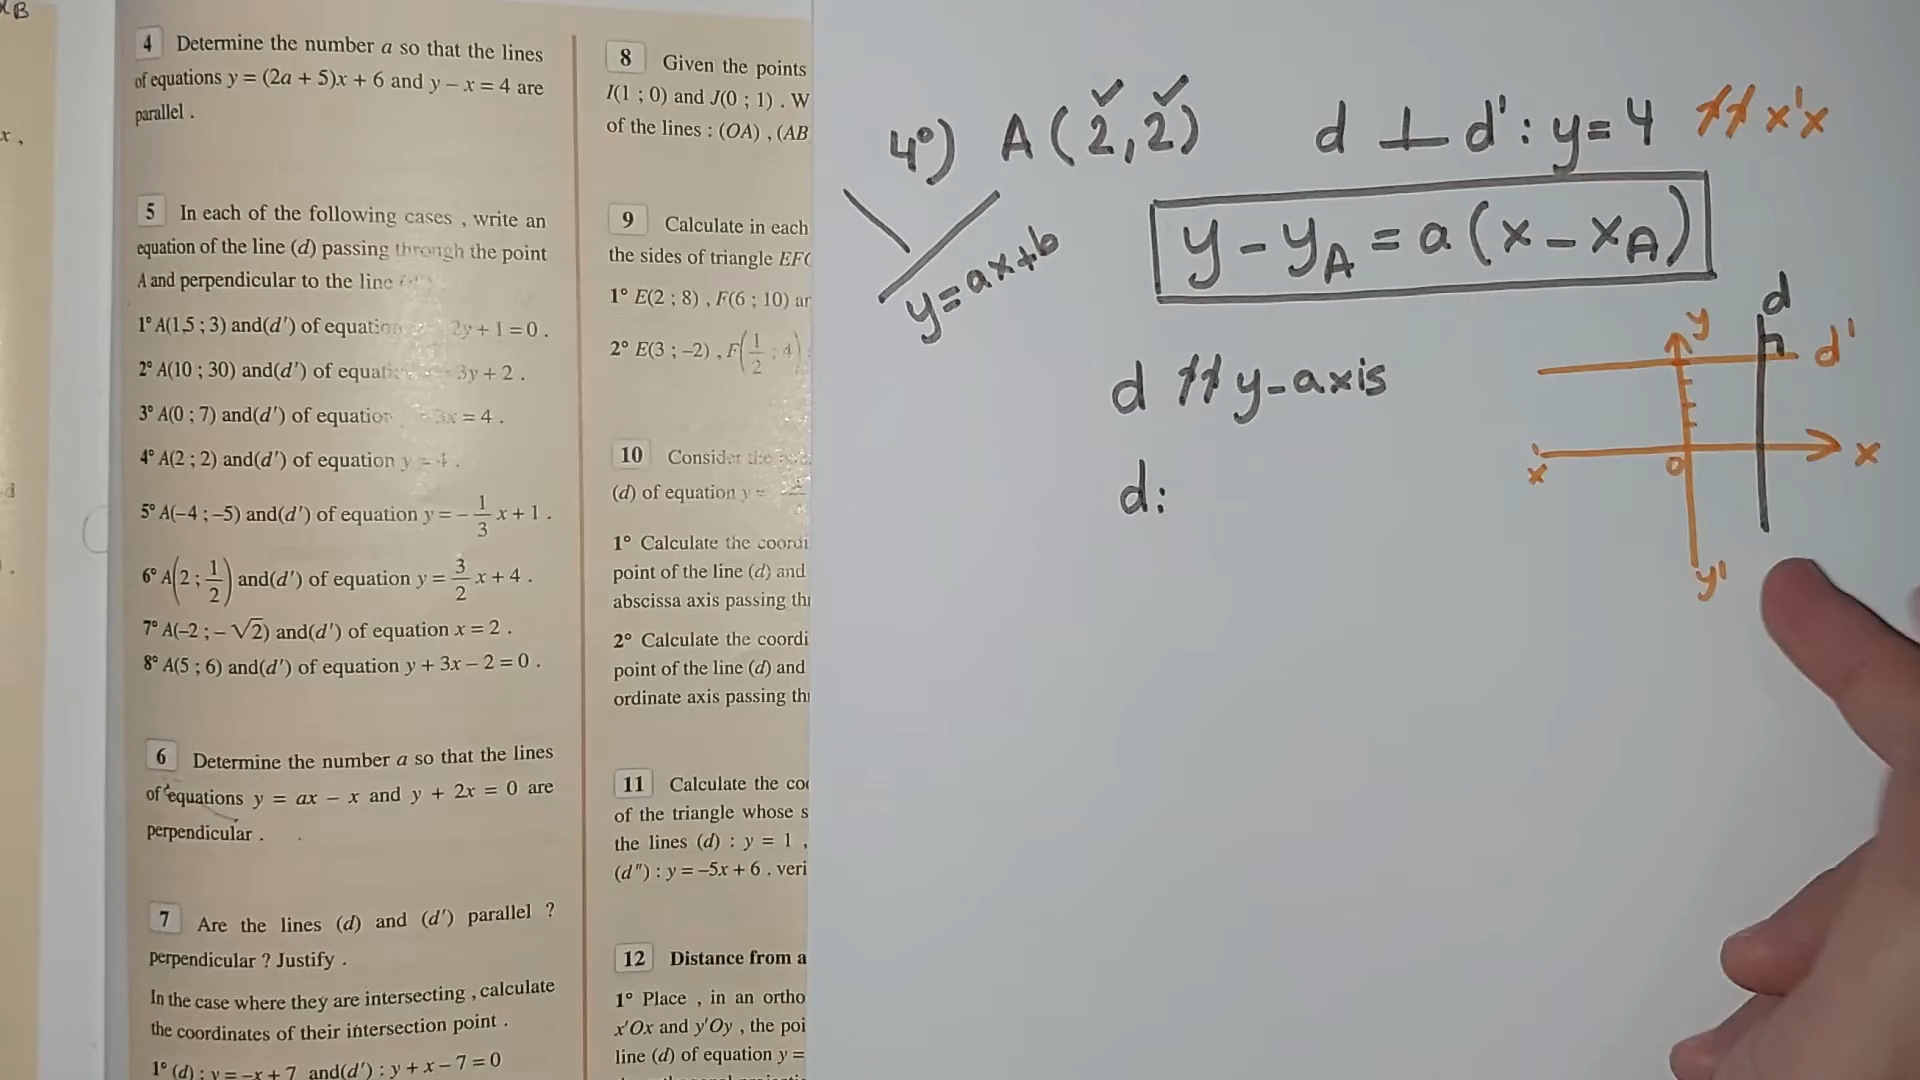 xB
x ,
d
4 Determine the number a so that the lines
of equations y = (2a + 5)x + 6 and y – x = 4 are
parallel .
5 In each of the following cases , write an
equation of the line (d) passing through the point
A and perpendicular to the line
1° A(1,5 ; 3) and(d') of equation 2y + 1 = 0 .
2° A(10 ; 30) and(d') of 3y + 2 .
3° A(0 ; 7) and(d') of equation = 4 .
4° A(2 ; 2) and(d') of equation y = 4 .
5° A(–4 ; –5) and(d') of equation y = – 1/3 x + 1 .
6° A(2 ; 1/2) and(d') of equation y = 3/2 x + 4 .
7° A(–2 ; – √2) and(d') of equation x = 2 .
8° A(5 ; 6) and(d') of equation y + 3x – 2 = 0 .
6 Determine the number a so that the lines
of equations y = ax – x and y + 2x = 0 are
perpendicular .
7 Are the lines (d) and (d') parallel ?
perpendicular ? Justify .
In the case where they are intersecting , calculate
the coordinates of their intersection point .
1° (d) : y = –x + 7 and(d') : y + x – 7 = 0
8 Given the points
I(1 ; 0) and J(0 ; 1) . W
of the lines : (OA) , (AB
9 Calculate in each
the sides of triangle EFG
1° E(2 ; 8) , F(6 ; 10) an
2° E(3 ; –2) , F(1/2 ; 4)
10 Consider the
(d) of equation y =
1° Calculate the coordi
point of the line (d) and
abscissa axis passing thr
2° Calculate the coordi
point of the line (d) and
ordinate axis passing thr
11 Calculate the coo
of the triangle whose s
the lines (d) : y = 1 ,
(d") : y = –5x + 6 . veri
12 Distance from a
1° Place , in an ortho
x'Ox and y'Oy , the poi
line (d) of equation y =
4°) A(2,2) d ⊥ d' : y=4 // x'x
y - yA = a(x - xA)
y=ax+b
d // y-axis
d:
d
y
d'
x'
o
x
y'